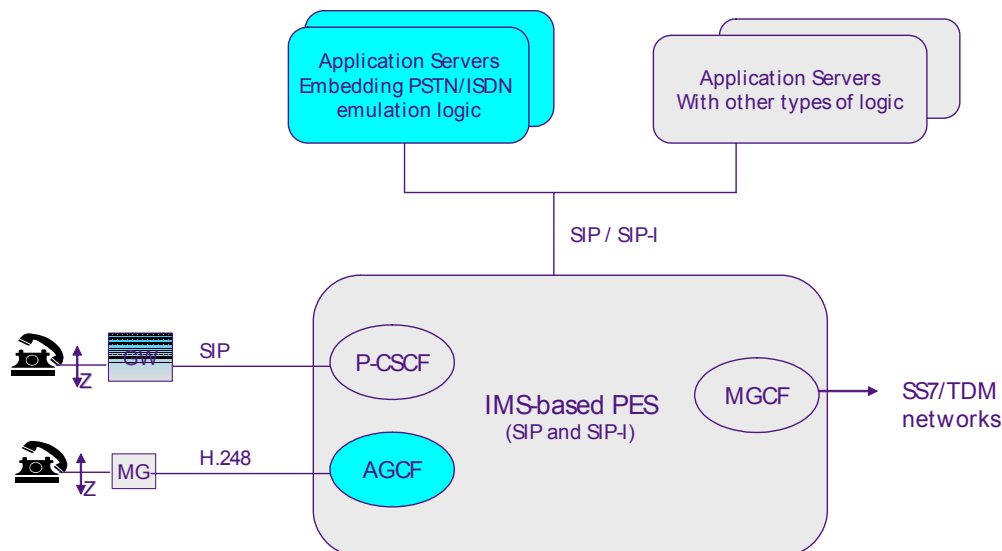 Application Servers
Embedding PSTN/ISDN
emulation logic
Application Servers
With other types of logic
SIP / SIP-I
GW
SIP
Z
P-CSCF
MGCF
SS7/TDM
networks
IMS-based PES
(SIP and SIP-I)
MG
H.248
Z
AGCF